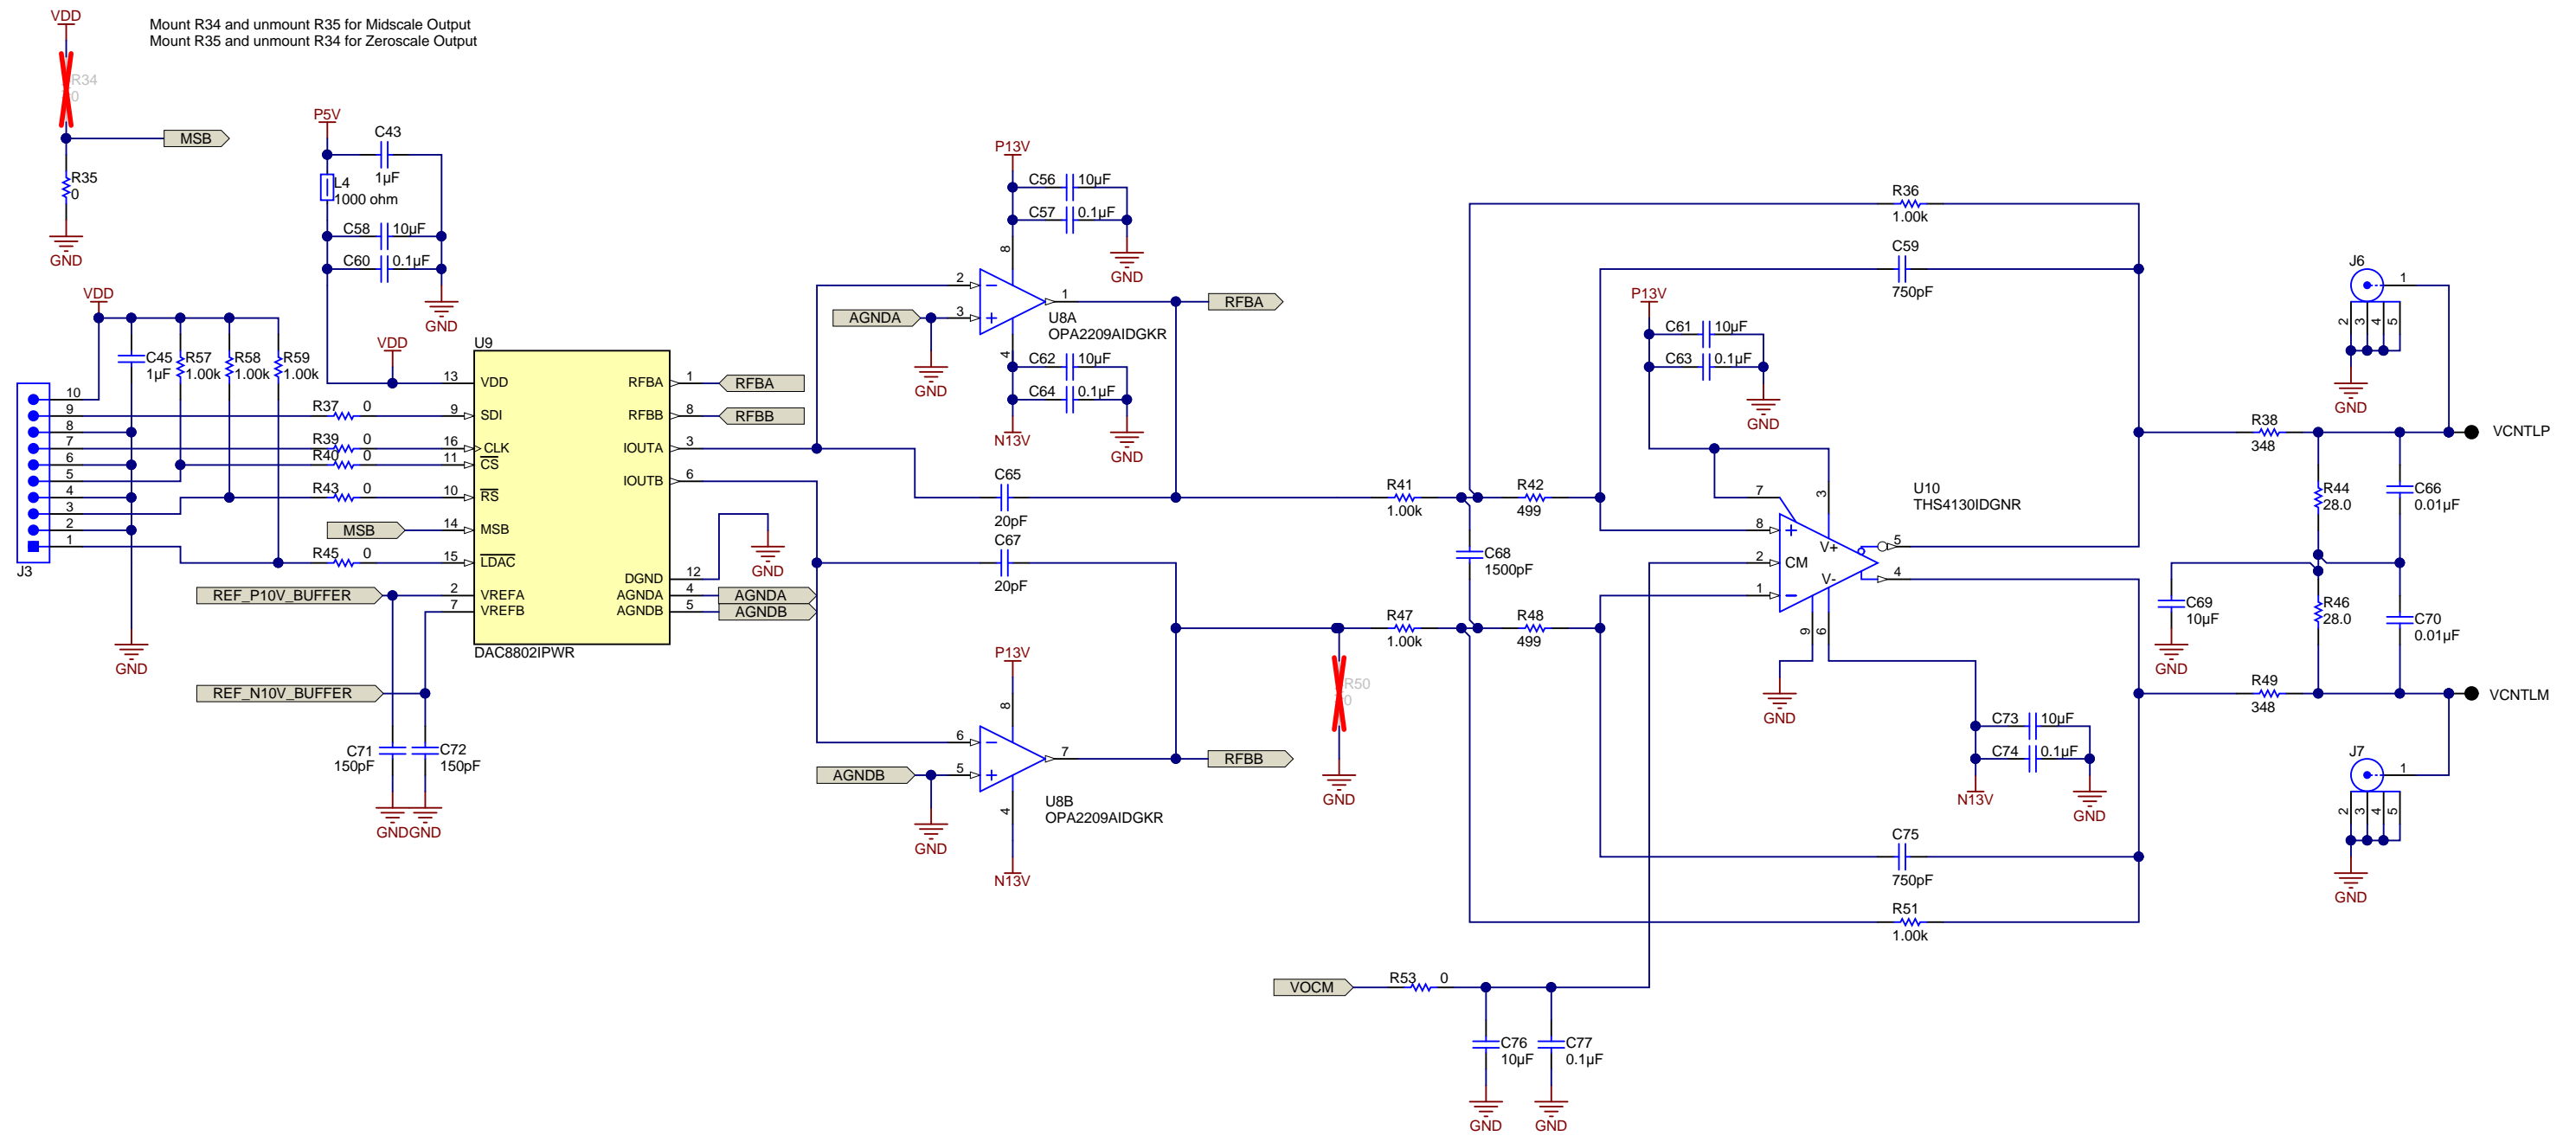 VDD
Mount R34 and unmount R35 for Midscale Output
Mount R35 and unmount R34 for Zeroscale Output
R34
0
MSB
R35
0
GND
P5V
C43
1µF
L4
1000 ohm
C58 10µF
C60 0.1µF
GND
VDD
C45
1µF
R57
1.00k
R58
1.00k
R59
1.00k
VDD
10
9
8
7
6
5
4
3
2
1
J3
R37 0
R39 0
R40 0
R43 0
MSB
R45 0
GND
REF_P10V_BUFFER
REF_N10V_BUFFER
C71
150pF
C72
150pF
GND
GND
U9
13 VDD
9 SDI
16 CLK
11 CS
10 RS
14 MSB
15 LDAC
2 VREFA
7 VREFB
RFBA 1
RFBB 8
IOUTA 3
IOUTB 6
DGND 12
AGNDA 4
AGNDB 5
DAC8802IPWR
RFBA
RFBB
GND
AGNDA
AGNDB
P13V
C56 10µF
C57 0.1µF
GND
8
2
3
1
4
AGNDA
GND
U8A
OPA2209AIDGKR
RFBA
C62 10µF
C64 0.1µF
N13V
GND
C65
20pF
C67
20pF
P13V
8
6
5
7
4
AGNDB
GND
U8B
OPA2209AIDGKR
RFBB
N13V
R50
0
GND
R41
1.00k
R42
499
C68
1500pF
R47
1.00k
R48
499
R36
1.00k
C59
750pF
P13V
C61 10µF
C63 0.1µF
GND
7
3
8
2 CM
1
V+
V-
5
4
9
6
U10
THS4130IDGNR
GND
C73 10µF
C74 0.1µF
N13V
GND
C75
750pF
R51
1.00k
VOCM
R53 0
C76
10µF
C77
0.1µF
GND
GND
R38
348
R44
28.0
C66
0.01µF
C69
10µF
GND
R46
28.0
C70
0.01µF
R49
348
J6
1
2
3
4
5
GND
VCNTLP
VCNTLM
J7
1
2
3
4
5
GND